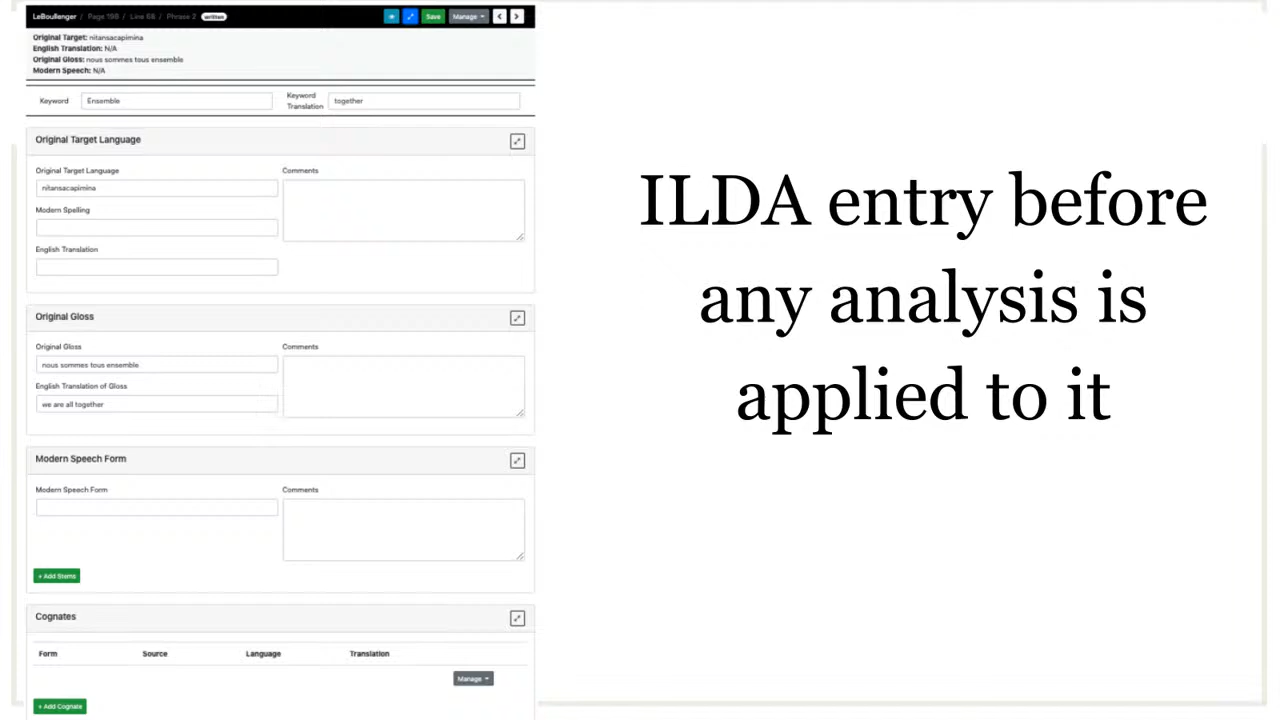 LeBoullenger / Page 198 / Line 68 / Phrase 2 written
Save Manage
Original Target: nitansacapimina
English Translation: N/A
Original Gloss: nous sommes tous ensemble
Modern Speech: N/A
Keyword Ensemble Keyword Translation together
Original Target Language
Original Target Language Comments
nitansacapimina
Modern Spelling
English Translation
Original Gloss
Original Gloss Comments
nous sommes tous ensemble
English Translation of Gloss
we are all together
Modern Speech Form
Modern Speech Form Comments
+ Add Stems
Cognates
Form Source Language Translation
Manage
+ Add Cognate
ILDA entry before
any analysis is
applied to it